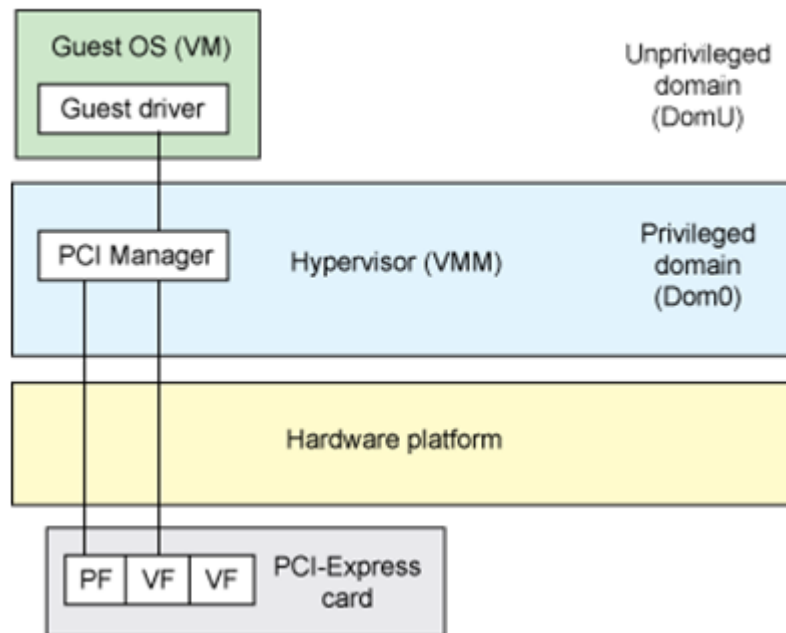 Guest OS (VM)
Guest driver
Unprivileged
domain
(DomU)
PCI Manager
Hypervisor (VMM)
Privileged
domain
(Dom0)
Hardware platform
PF
VF
VF
PCI-Express
card